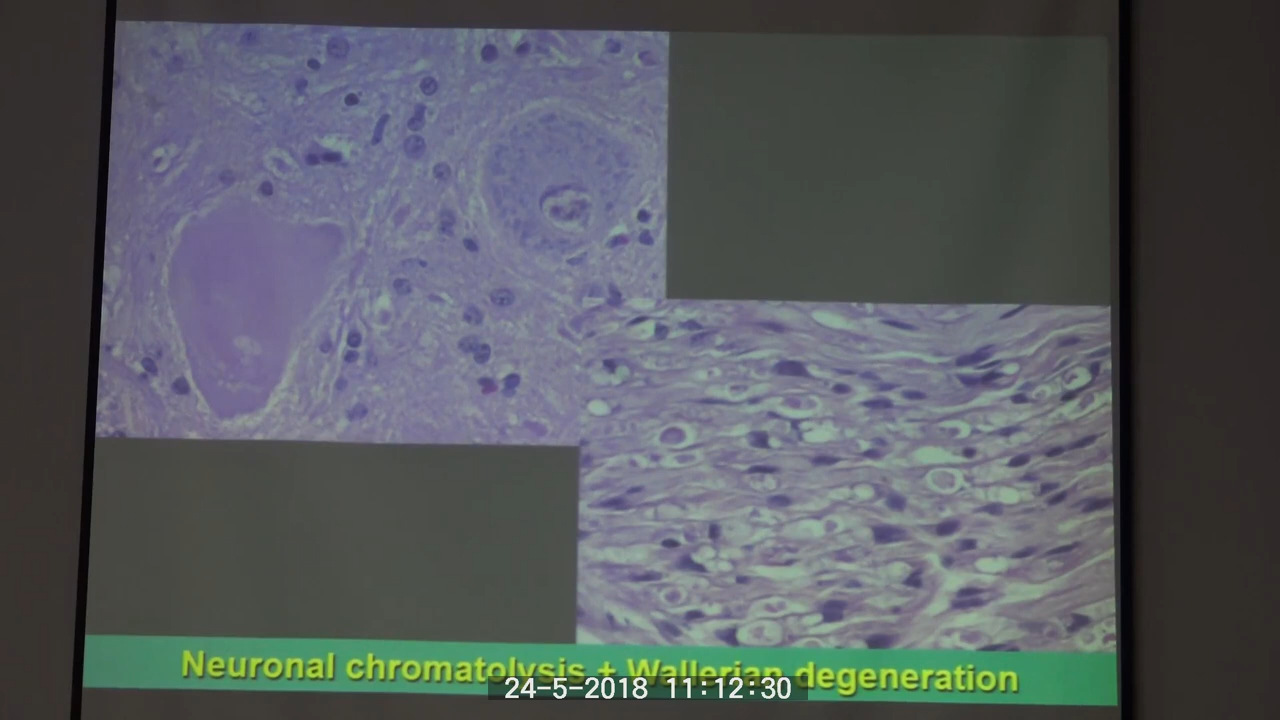 Neuronal chromatolysis + Wallerian degeneration
24-5-2018 11:12:30